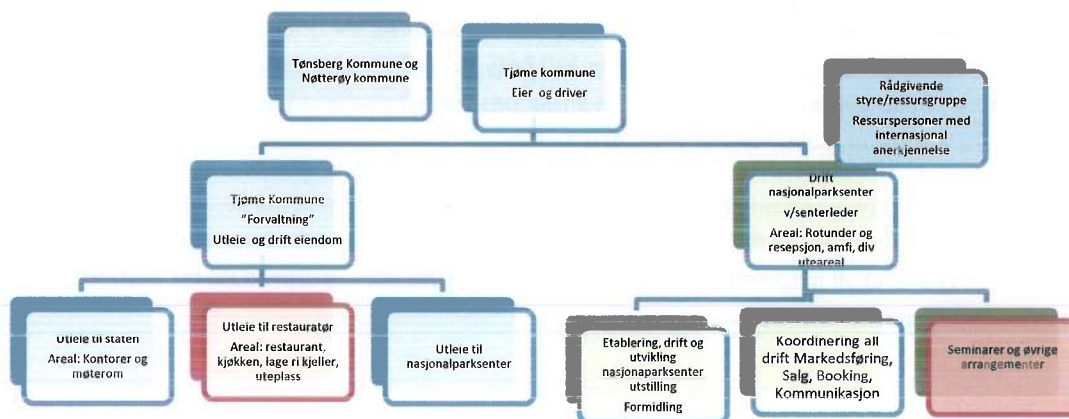 Tønsberg Kommune og
Nøtterøy kommune
Tjøme kommune
Eier og driver
Rådgivende
styre/ressursgruppe
Ressurspersoner med
internasjonal
anerkjennelse
Tjøme Kommune
"Forvaltning"
Utleie og drift eiendom
Drift
nasjonalparksenter
v/senterleder
Areal: Rotunder og
resepsjon, amfi, div
uteareal
Utleie til staten
Areal: Kontorer og
møterom
Utleie til restauratør
Areal: restaurant,
kjøkken, lage ri kjeller,
uteplass
Utleie til
nasjonalparksenter
Etablering, drift og
utvikling
nasjonaparksenter
utstilling
Formidling
Koordinering all
drift Markedsføring,
Salg, Booking,
Kommunikasjon
Seminarer og øvrige
arrangementer